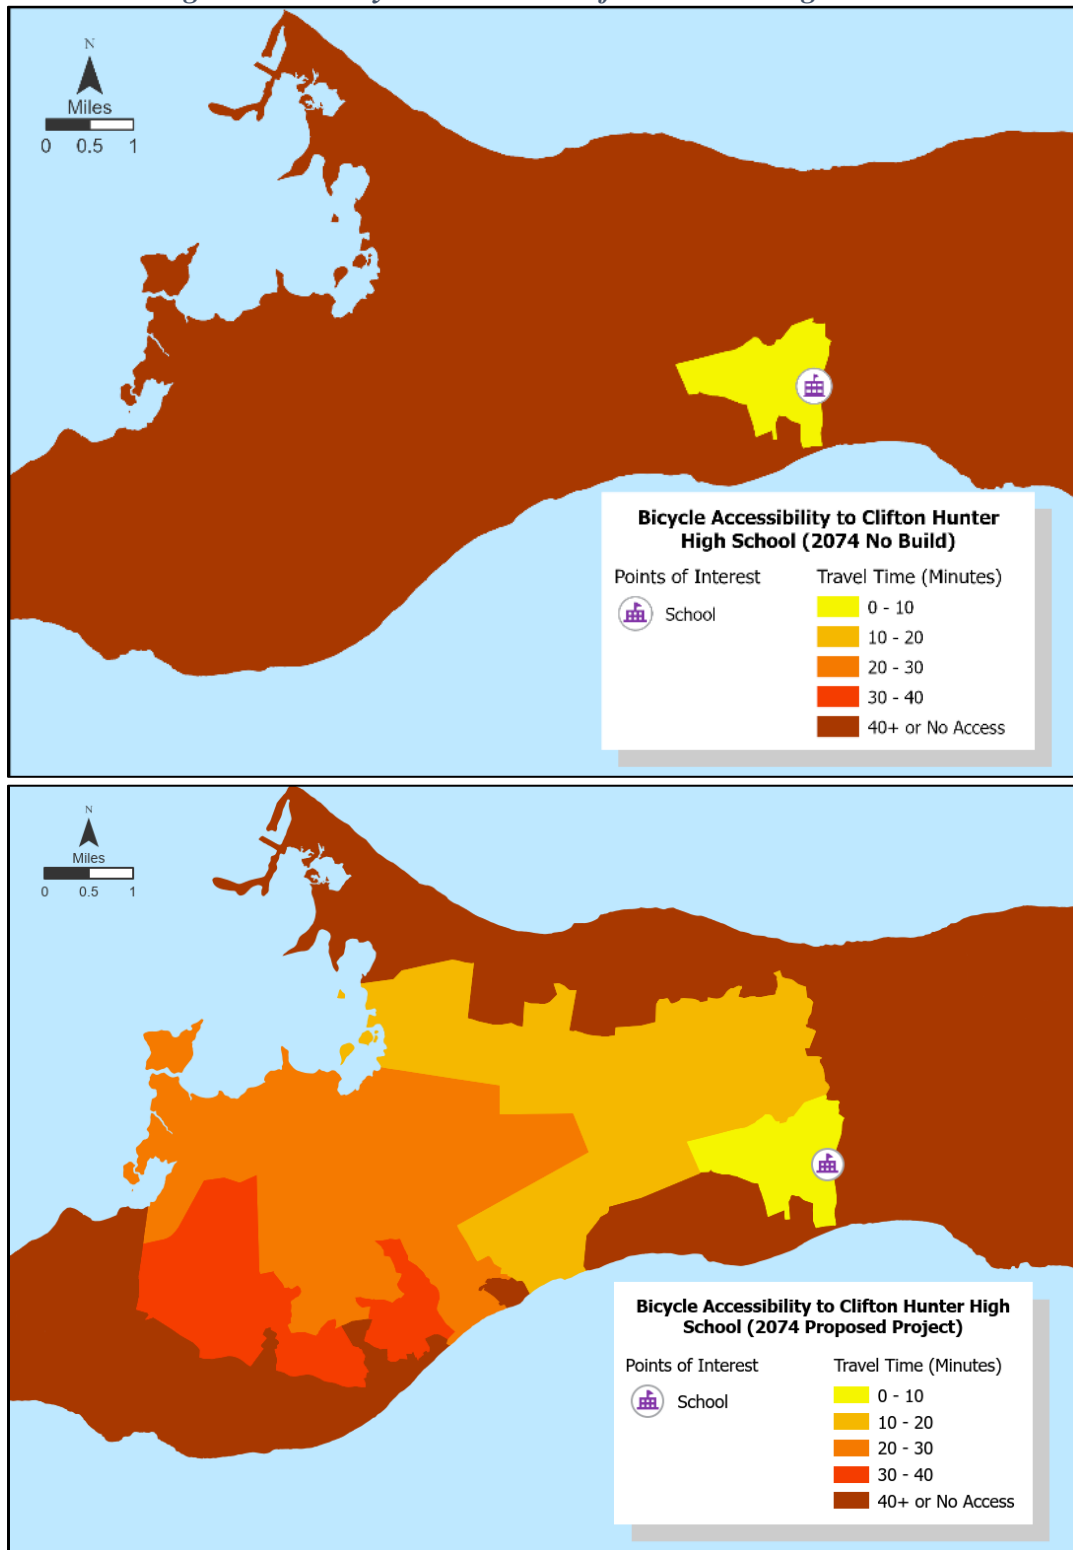 N
Miles
0 0.5 1
Bicycle Accessibility to Clifton Hunter
High School (2074 No Build)
Points of Interest
School
Travel Time (Minutes)
0 - 10
10 - 20
20 - 30
30 - 40
40+ or No Access
N
Miles
0 0.5 1
Bicycle Accessibility to Clifton Hunter High
School (2074 Proposed Project)
Points of Interest
School
Travel Time (Minutes)
0 - 10
10 - 20
20 - 30
30 - 40
40+ or No Access